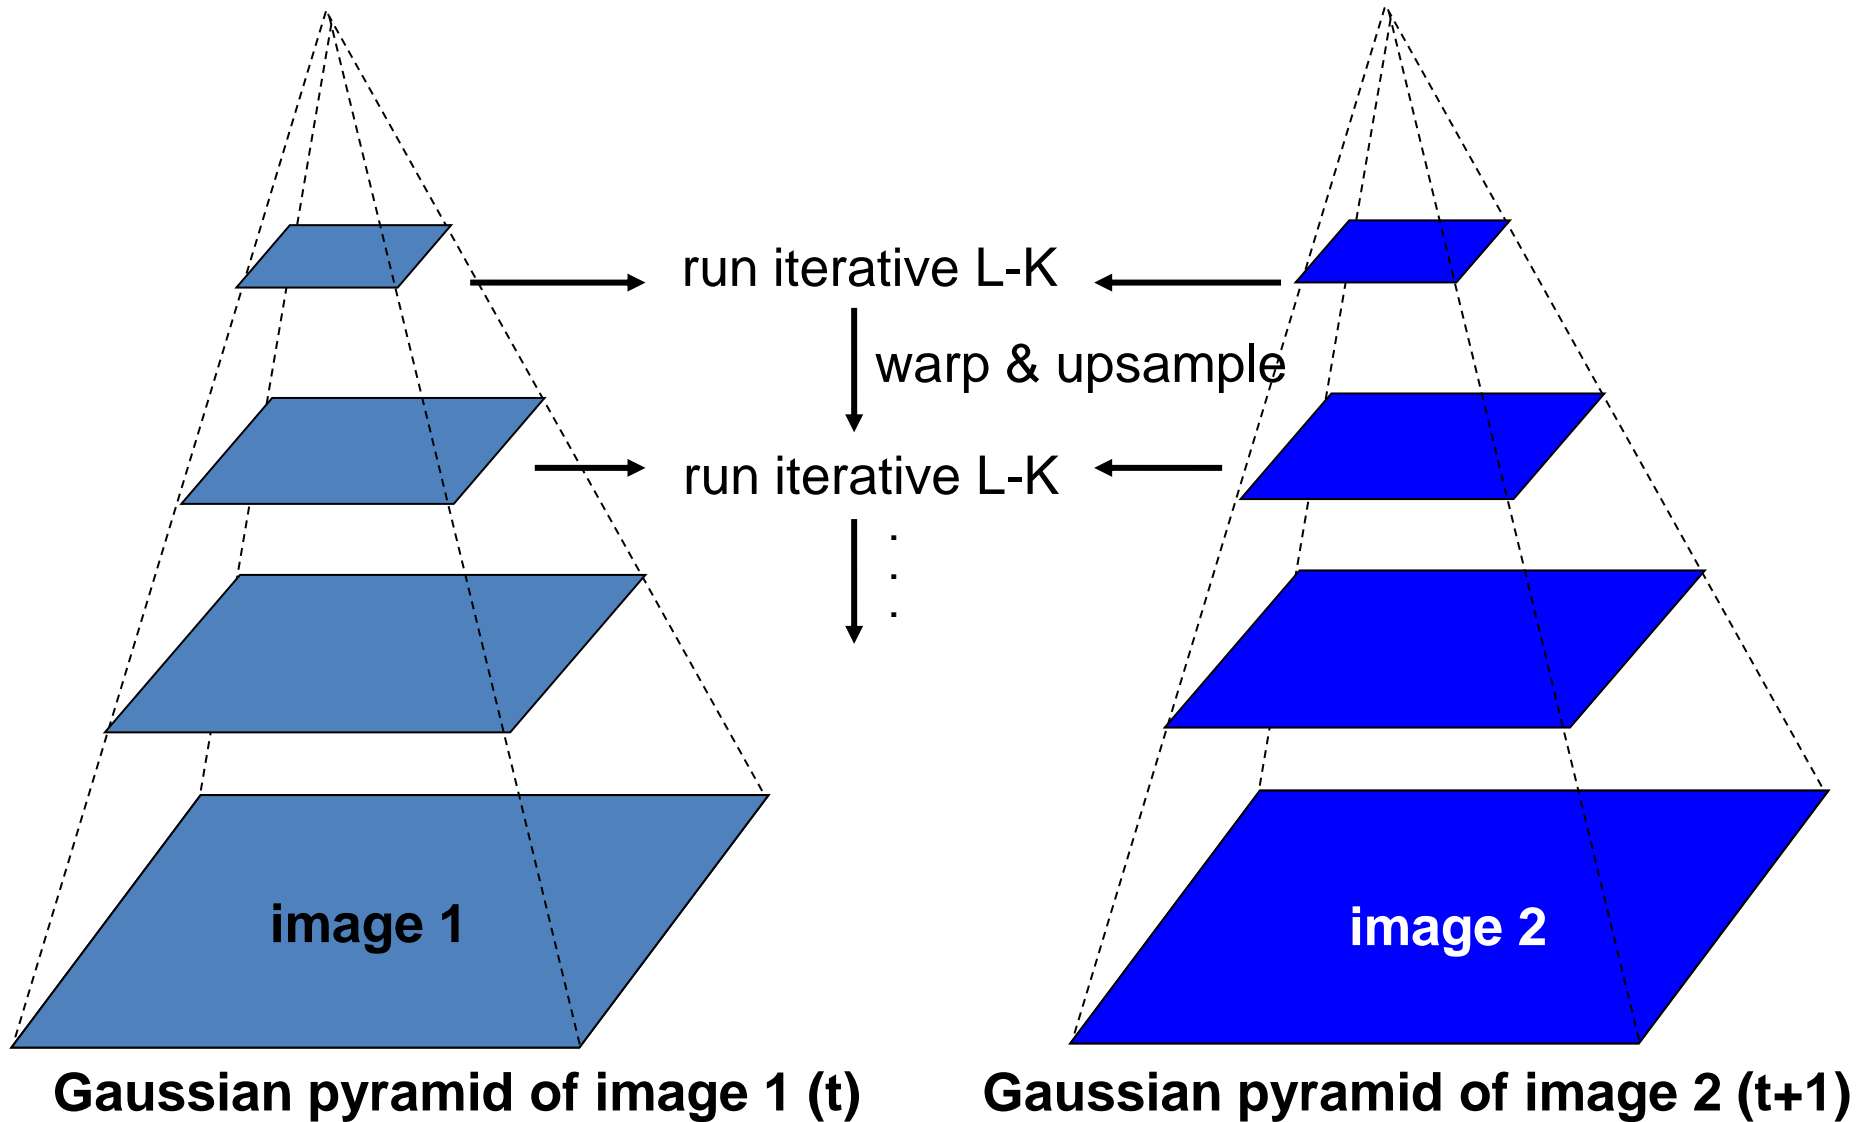 run iterative L-K
warp & upsample
run iterative L-K
.
.
.
image 1
image 2
Gaussian pyramid of image 1 (t)
Gaussian pyramid of image 2 (t+1)